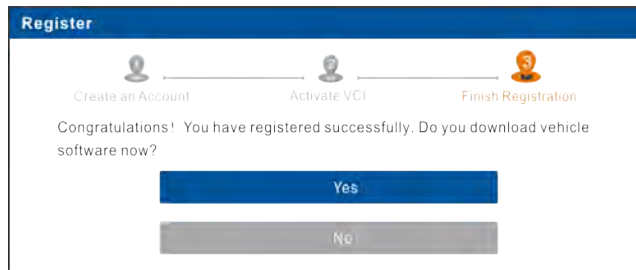 Register
3
Create an Account Activate VCI Finish Registration
Congratulations! You have registered successfully. Do you download vehicle
software now?
Yes
No